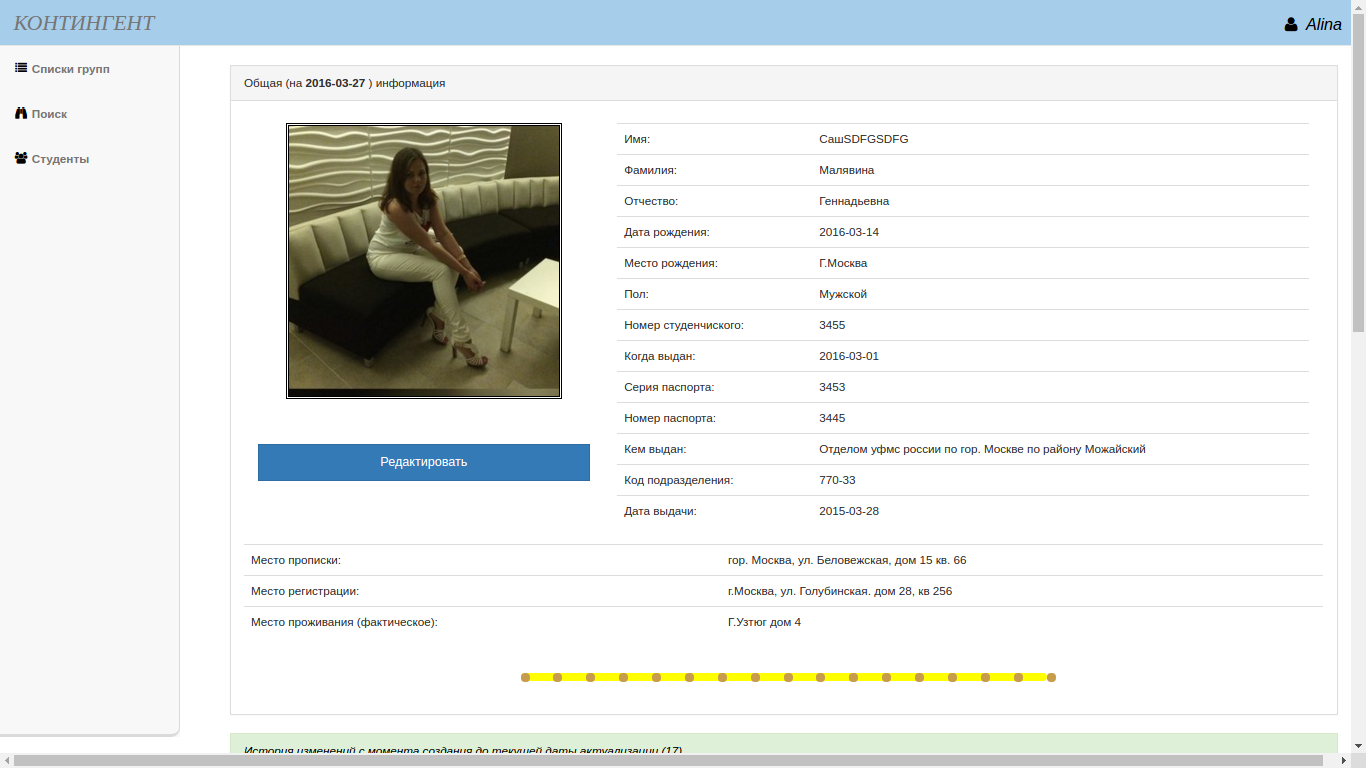 КОНТИНГЕНТ
Alina
Списки групп
Поиск
Студенты
Общая (на 2016-03-27 ) информация
Имя: СашSDFGSDFG
Фамилия: Малявина
Отчество: Геннадьевна
Дата рождения: 2016-03-14
Место рождения: Г.Москва
Пол: Мужской
Номер студенчиского: 3455
Когда выдан: 2016-03-01
Серия паспорта: 3453
Номер паспорта: 3445
Кем выдан: Отделом уфмс россии по гор. Москве по району Можайский
Код подразделения: 770-33
Дата выдачи: 2015-03-28
Редактировать
Место прописки: гор. Москва, ул. Беловежская, дом 15 кв. 66
Место регистрации: г.Москва, ул. Голубинская. дом 28, кв 256
Место проживания (фактическое): Г.Узтюг дом 4
История изменений с момента создания до текущей даты актуализации (17)